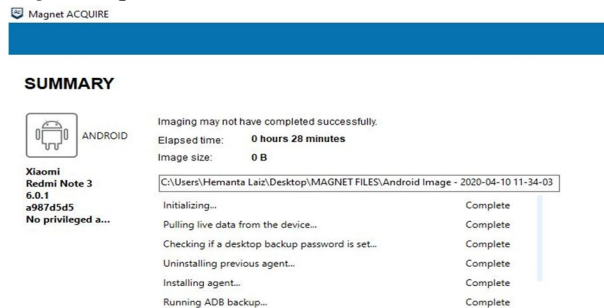 Magnet ACQUIRE
SUMMARY
ANDROID
Xiaomi
Redmi Note 3
6.0.1
a987d5d5
No privileged a...
Imaging may not have completed successfully.
Elapsed time: 0 hours 28 minutes
Image size: 0 B
C:\Users\Hemanta Laiz\Desktop\MAGNET FILES\Android Image - 2020-04-10 11-34-03
Initializing... Complete
Pulling live data from the device... Complete
Checking if a desktop backup password is set... Complete
Uninstalling previous agent... Complete
Installing agent... Complete
Running ADB backup... Complete